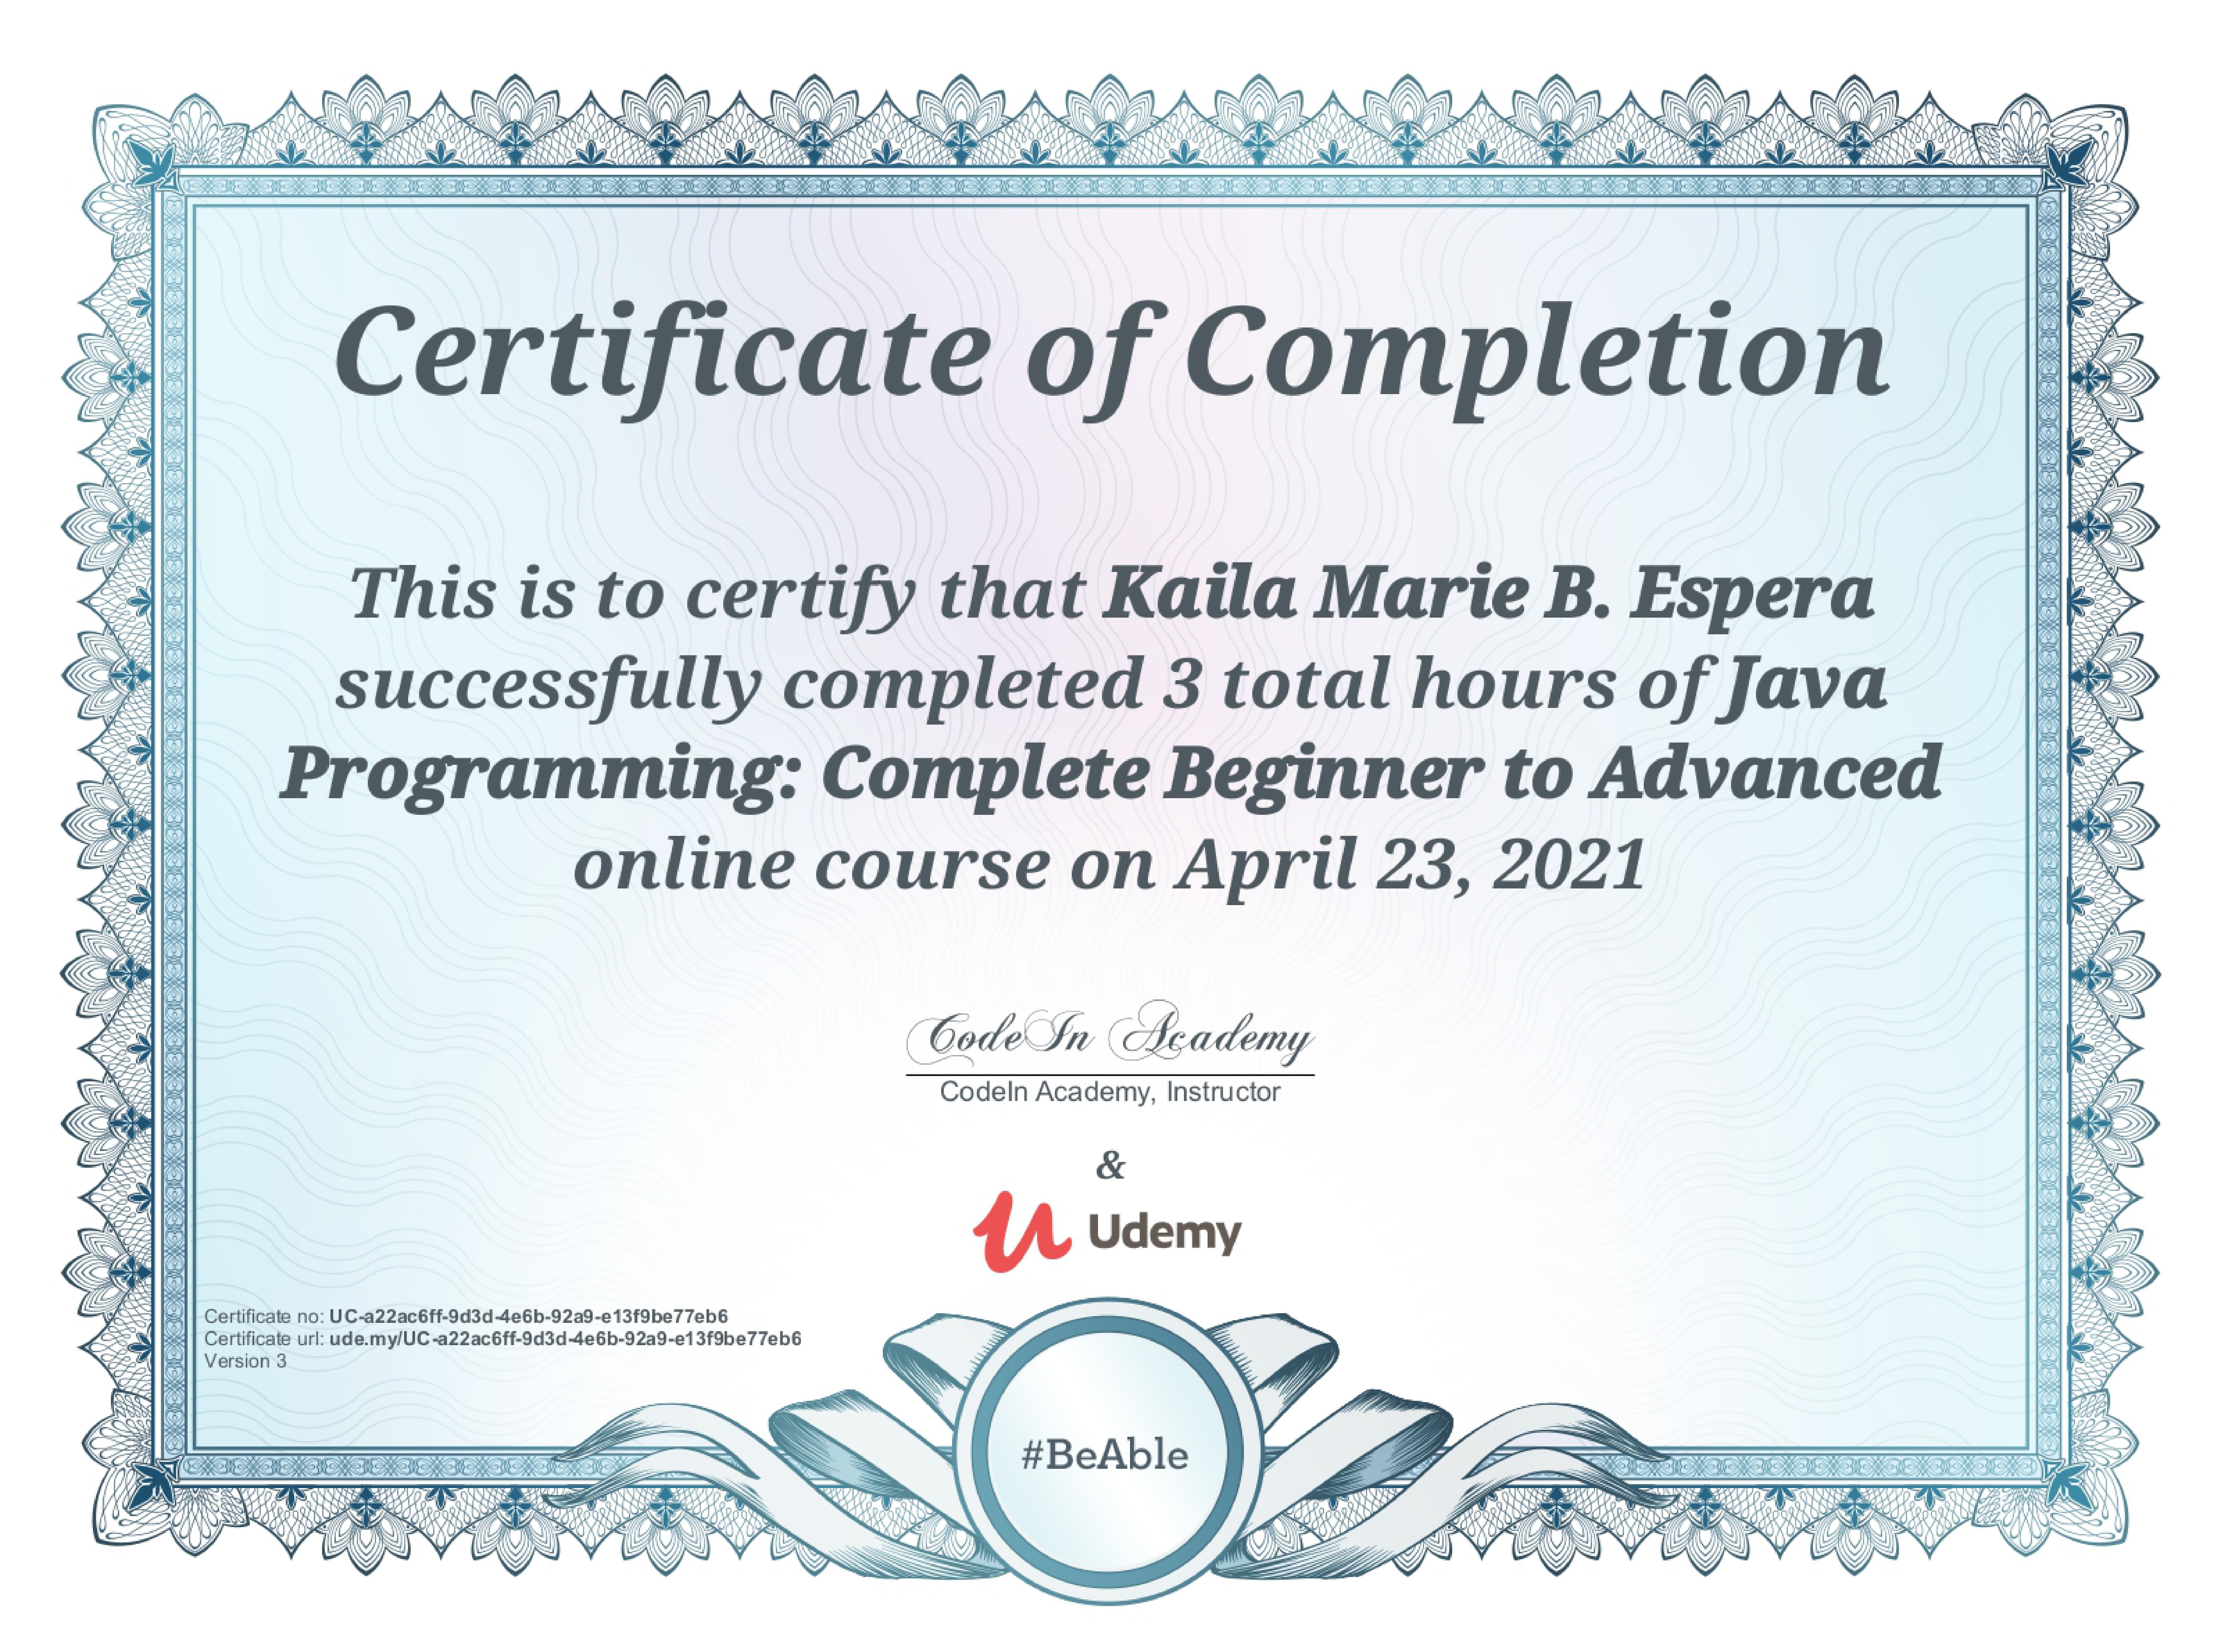 Certificate of Completion
This is to certify that Kaila Marie B. Espera
successfully completed 3 total hours of Java
Programming: Complete Beginner to Advanced
online course on April 23, 2021
CodeIn Academy
CodeIn Academy, Instructor
&
Udemy
Certificate no: UC-a22ac6ff-9d3d-4e6b-92a9-e13f9be77eb6
Certificate url: ude.my/UC-a22ac6ff-9d3d-4e6b-92a9-e13f9be77eb6
Version 3
#BeAble